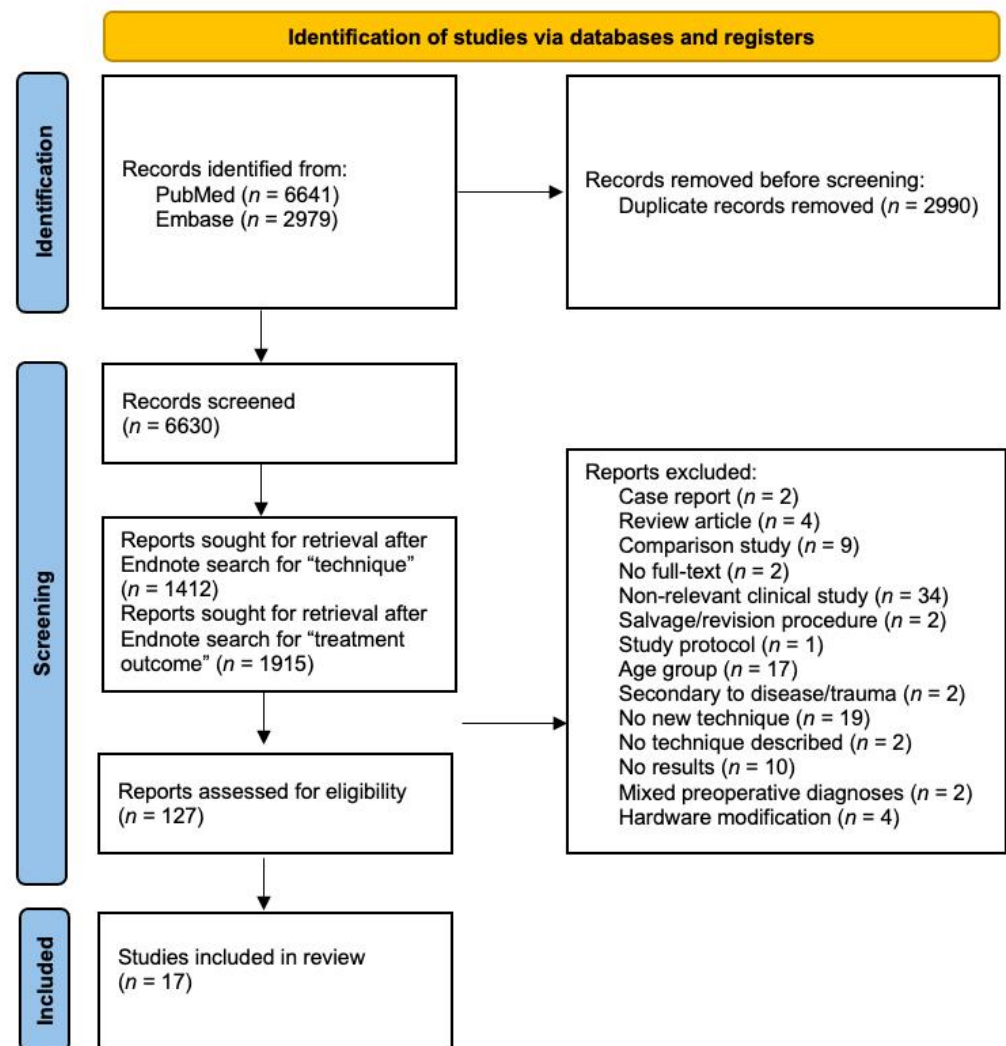 Identification of studies via databases and registers
Identification
Records identified from:
PubMed (n = 6641)
Embase (n = 2979)
Records removed before screening:
Duplicate records removed (n = 2990)
Screening
Records screened
(n = 6630)
Reports sought for retrieval after
Endnote search for “technique”
(n = 1412)
Reports sought for retrieval after
Endnote search for “treatment
outcome” (n = 1915)
Reports excluded:
Case report (n = 2)
Review article (n = 4)
Comparison study (n = 9)
No full-text (n = 2)
Non-relevant clinical study (n = 34)
Salvage/revision procedure (n = 2)
Study protocol (n = 1)
Age group (n = 17)
Secondary to disease/trauma (n = 2)
No new technique (n = 19)
No technique described (n = 2)
No results (n = 10)
Mixed preoperative diagnoses (n = 2)
Hardware modification (n = 4)
Reports assessed for eligibility
(n = 127)
Included
Studies included in review
(n = 17)